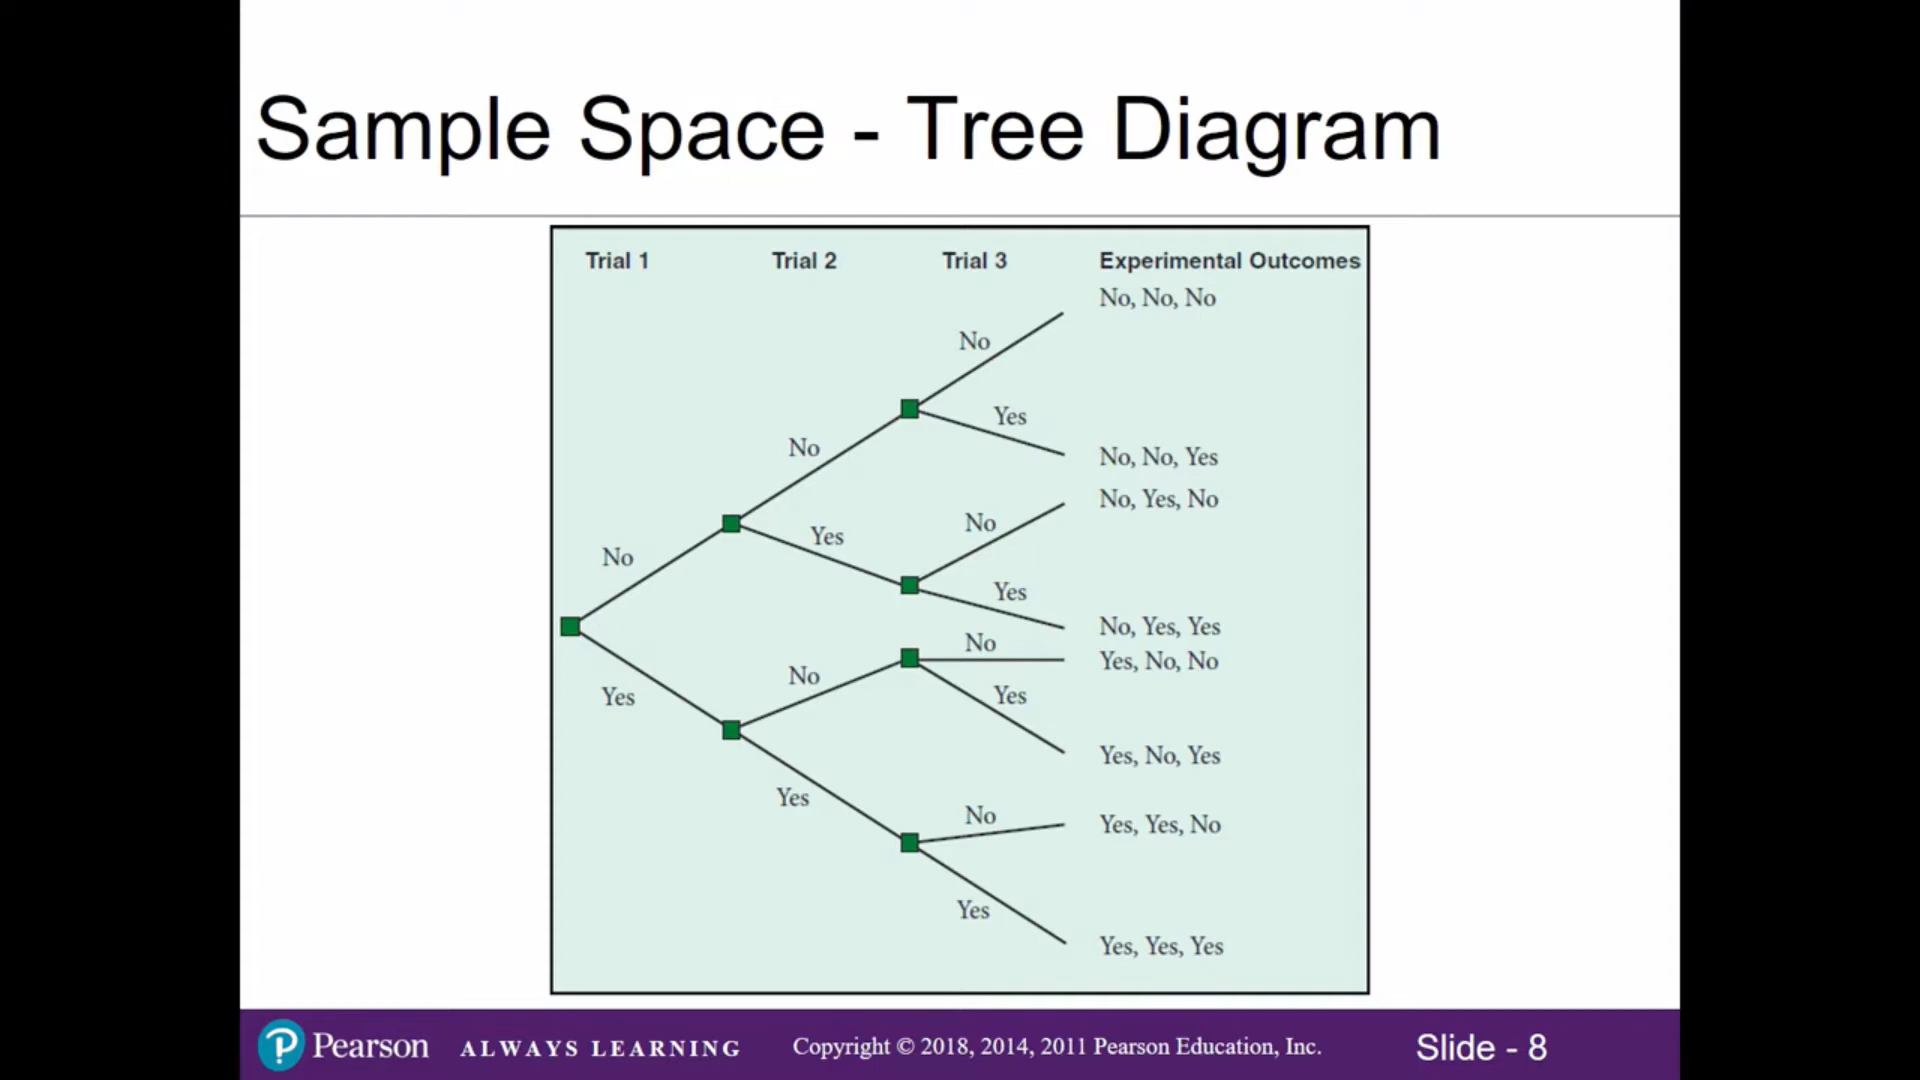 Sample Space - Tree Diagram
Trial 1 Trial 2 Trial 3 Experimental Outcomes
No, No, No
No
Yes
No
No, No, Yes
No, Yes, No
No
Yes
No
Yes
No, Yes, Yes
No
Yes, No, No
No
Yes
Yes
Yes, No, Yes
Yes
No
Yes, Yes, No
Yes
Yes, Yes, Yes
Pearson ALWAYS LEARNING Copyright © 2018, 2014, 2011 Pearson Education, Inc. Slide - 8